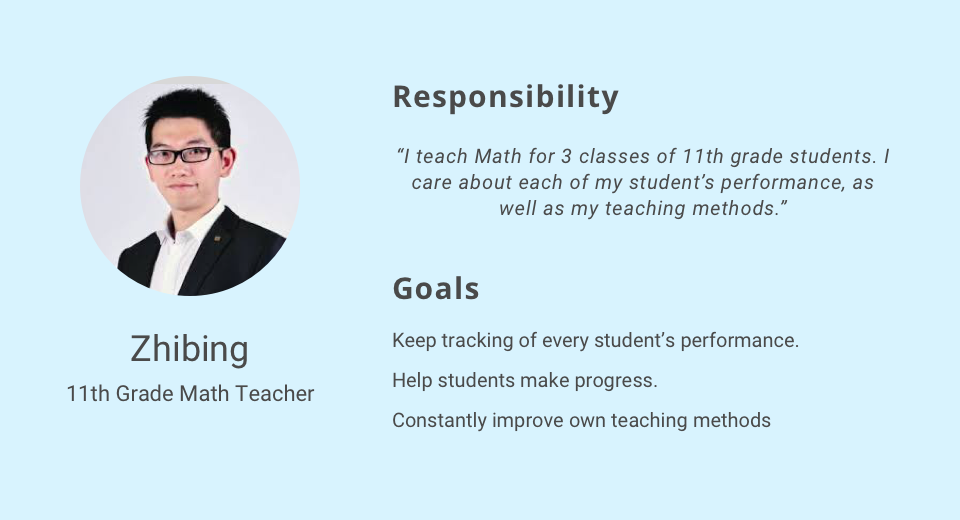 Responsibility
“I teach Math for 3 classes of 11th grade students. I
care about each of my student’s performance, as
well as my teaching methods.”
Goals
Keep tracking of every student’s performance.
Help students make progress.
Constantly improve own teaching methods
Zhibing
11th Grade Math Teacher